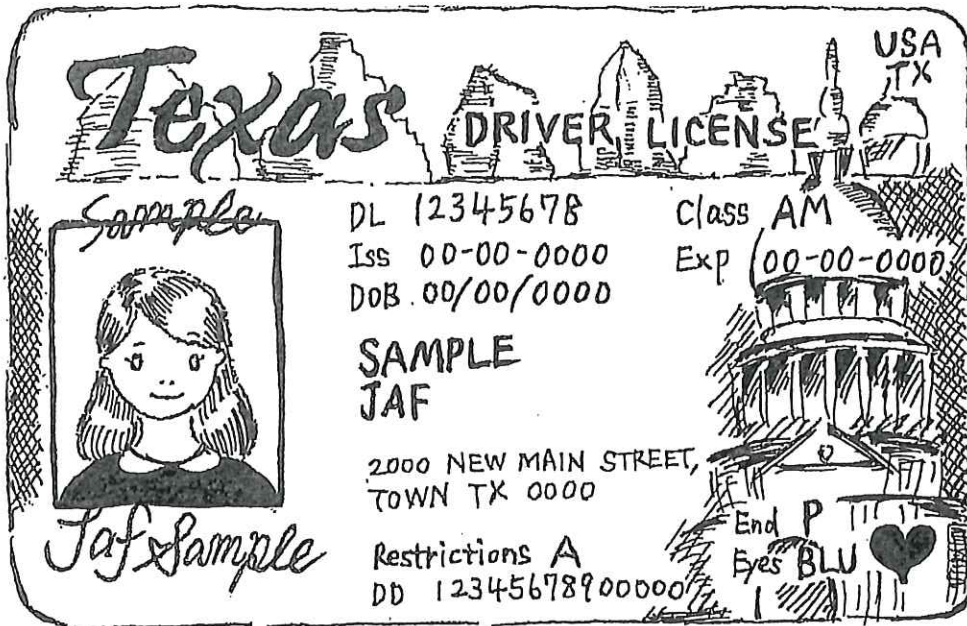 Texas DRIVER LICENSE
USA
TX
Sample
DL 12345678
Class AM
Iss 00-00-0000
Exp 00-00-0000
DOB 00/00/0000
SAMPLE
JAF
2000 NEW MAIN STREET,
TOWN TX 0000
Jaf Sample
Restrictions A
DD 12345678900000
End P
Eyes BLU